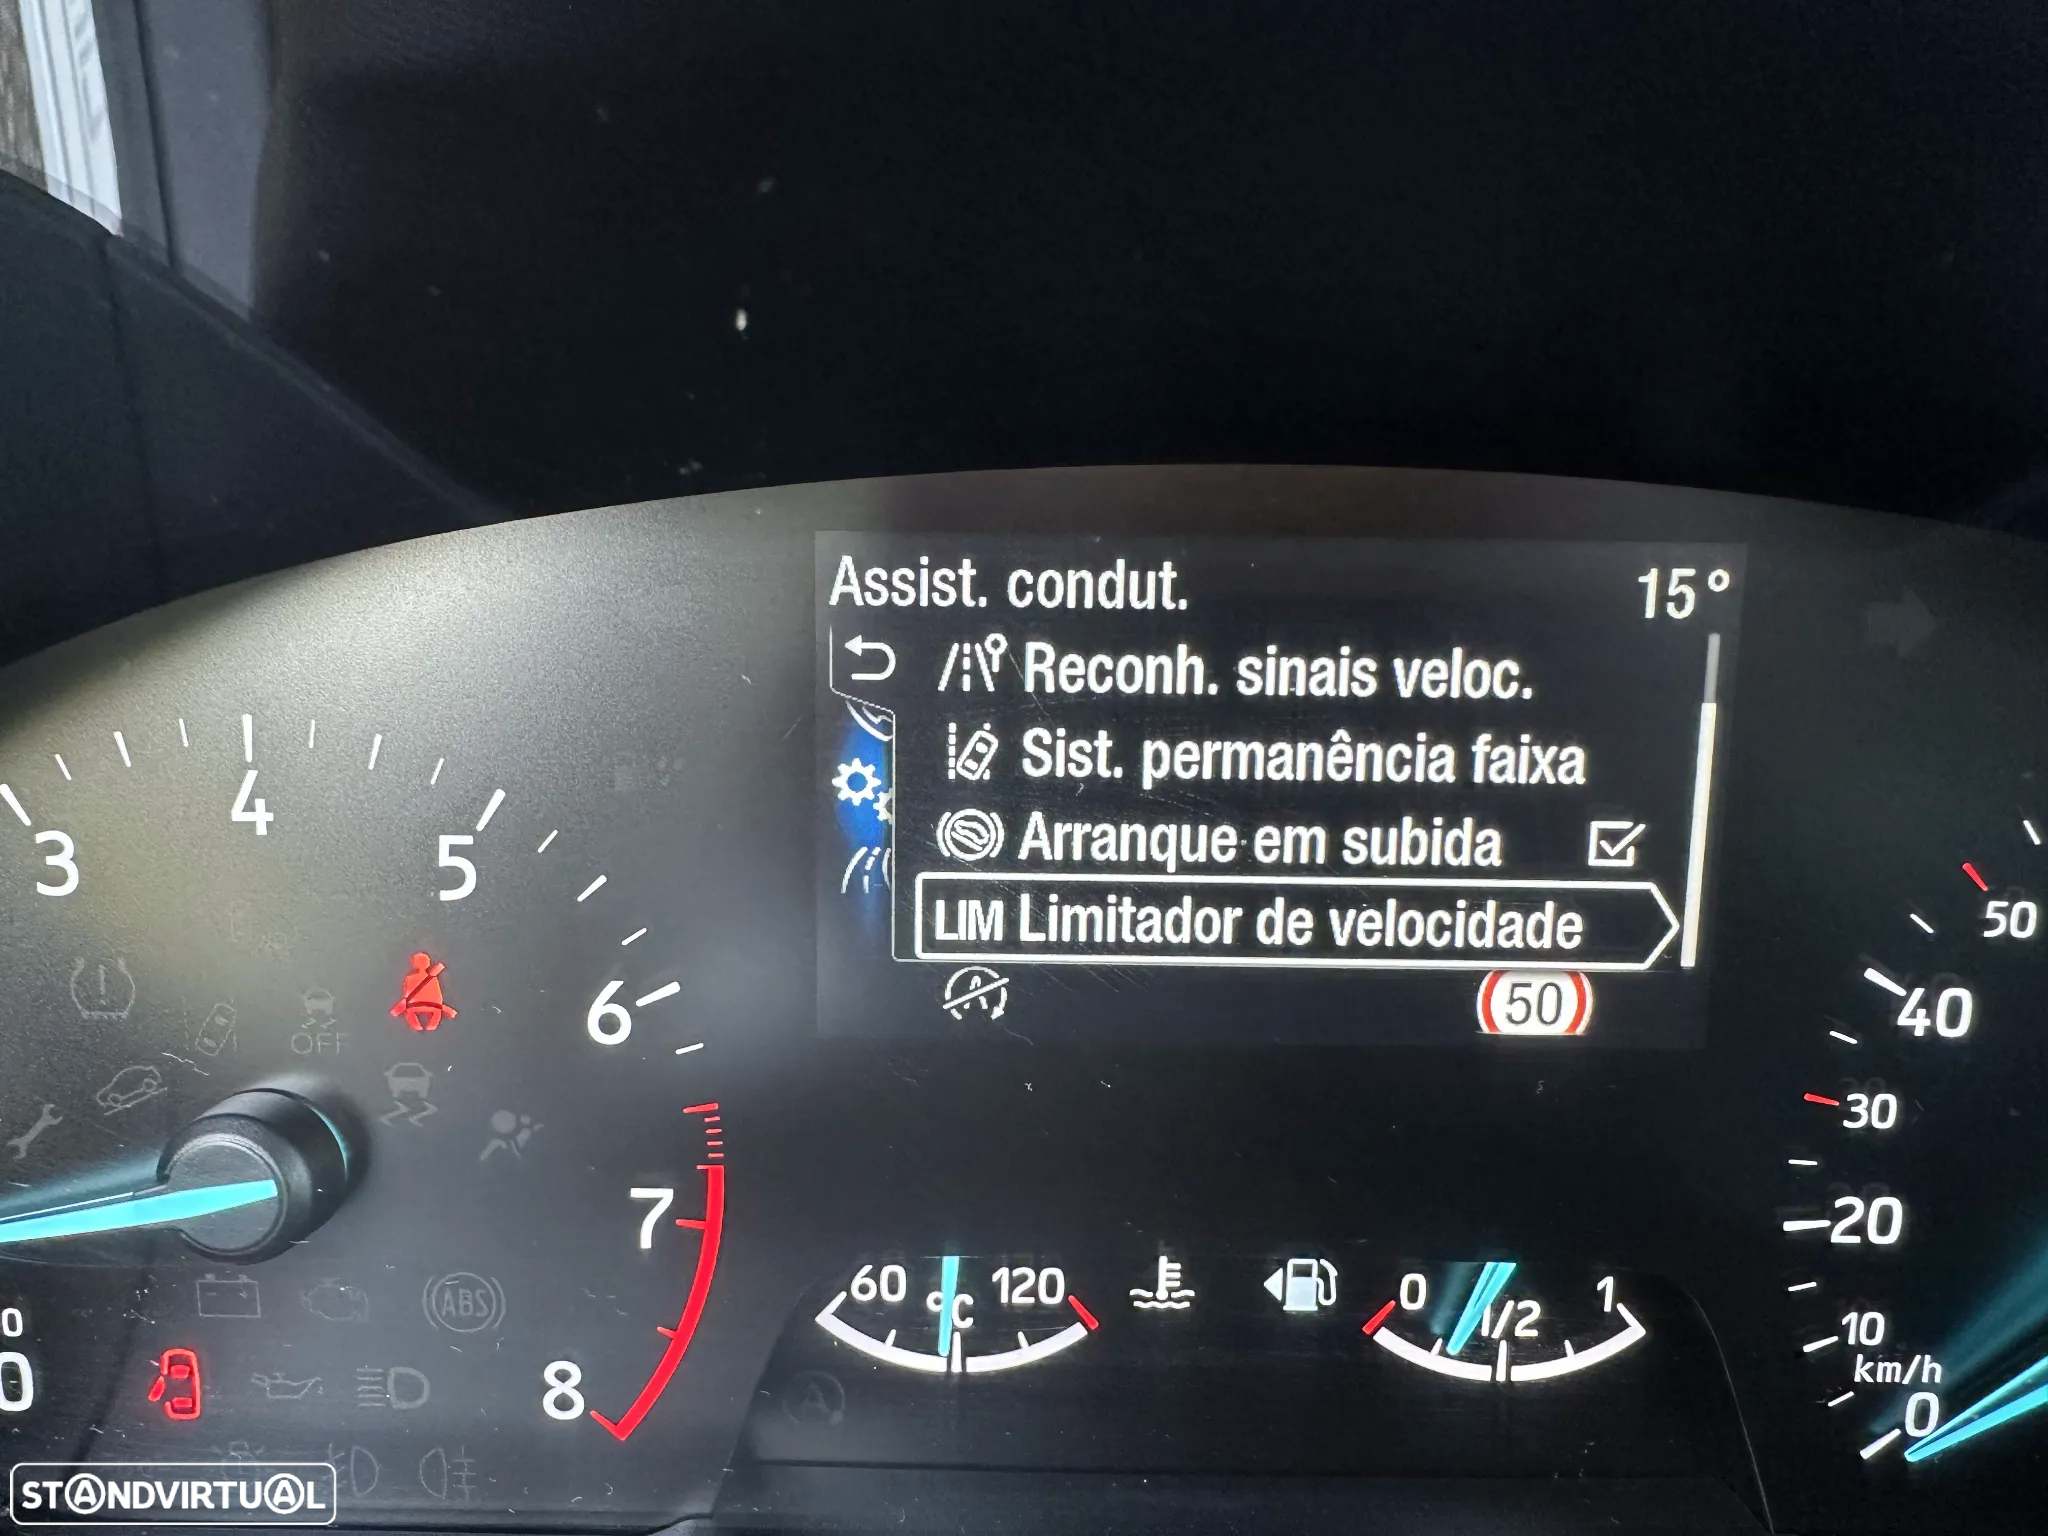 Assist. condut. 15°
Reconh. sinais veloc.
Sist. permanência faixa
Arranque em subida
LIM Limitador de velocidade
50
3
4
5
6
7
8
OFF
ABS
60 °C 120
0 1/2 1
50
40
30
20
10
km/h
0
STANDVIRTUAL